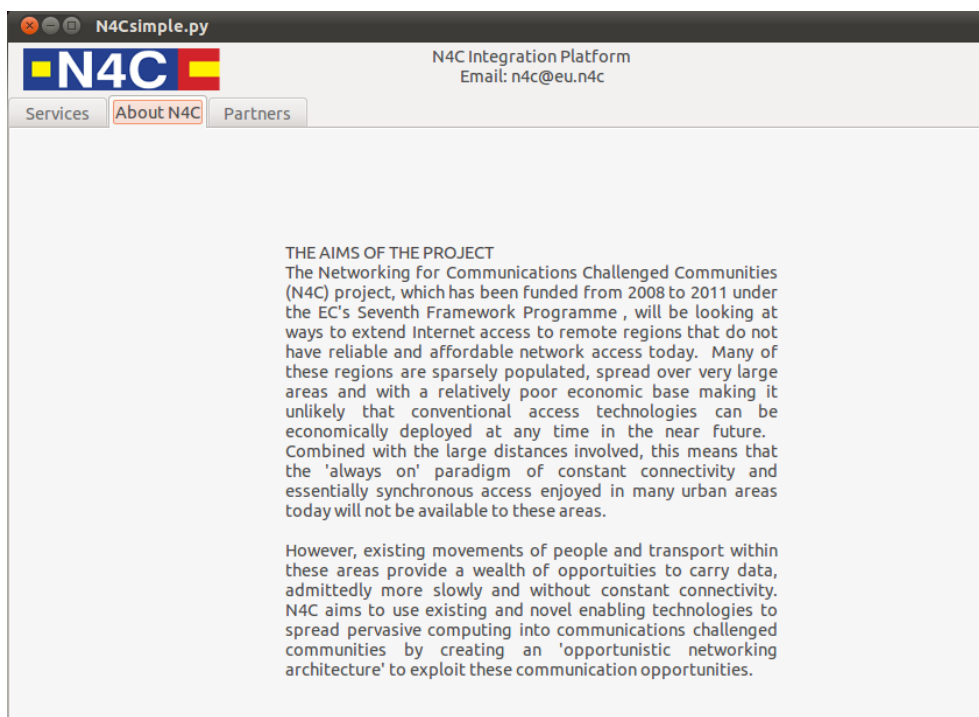 N4Csimple.py
N4C
N4C Integration Platform
Email: n4c@eu.n4c
Services
About N4C
Partners
THE AIMS OF THE PROJECT
The Networking for Communications Challenged Communities
(N4C) project, which has been funded from 2008 to 2011 under
the EC's Seventh Framework Programme , will be looking at
ways to extend Internet access to remote regions that do not
have reliable and affordable network access today.  Many of
these regions are sparsely populated, spread over very large
areas and with a relatively poor economic base making it
unlikely that conventional access technologies can be
economically deployed at any time in the near future.
Combined with the large distances involved, this means that
the 'always on' paradigm of constant connectivity and
essentially synchronous access enjoyed in many urban areas
today will not be available to these areas.
However, existing movements of people and transport within
these areas provide a wealth of opportuities to carry data,
admittedly more slowly and without constant connectivity.
N4C aims to use existing and novel enabling technologies to
spread pervasive computing into communications challenged
communities by creating an 'opportunistic networking
architecture' to exploit these communication opportunities.